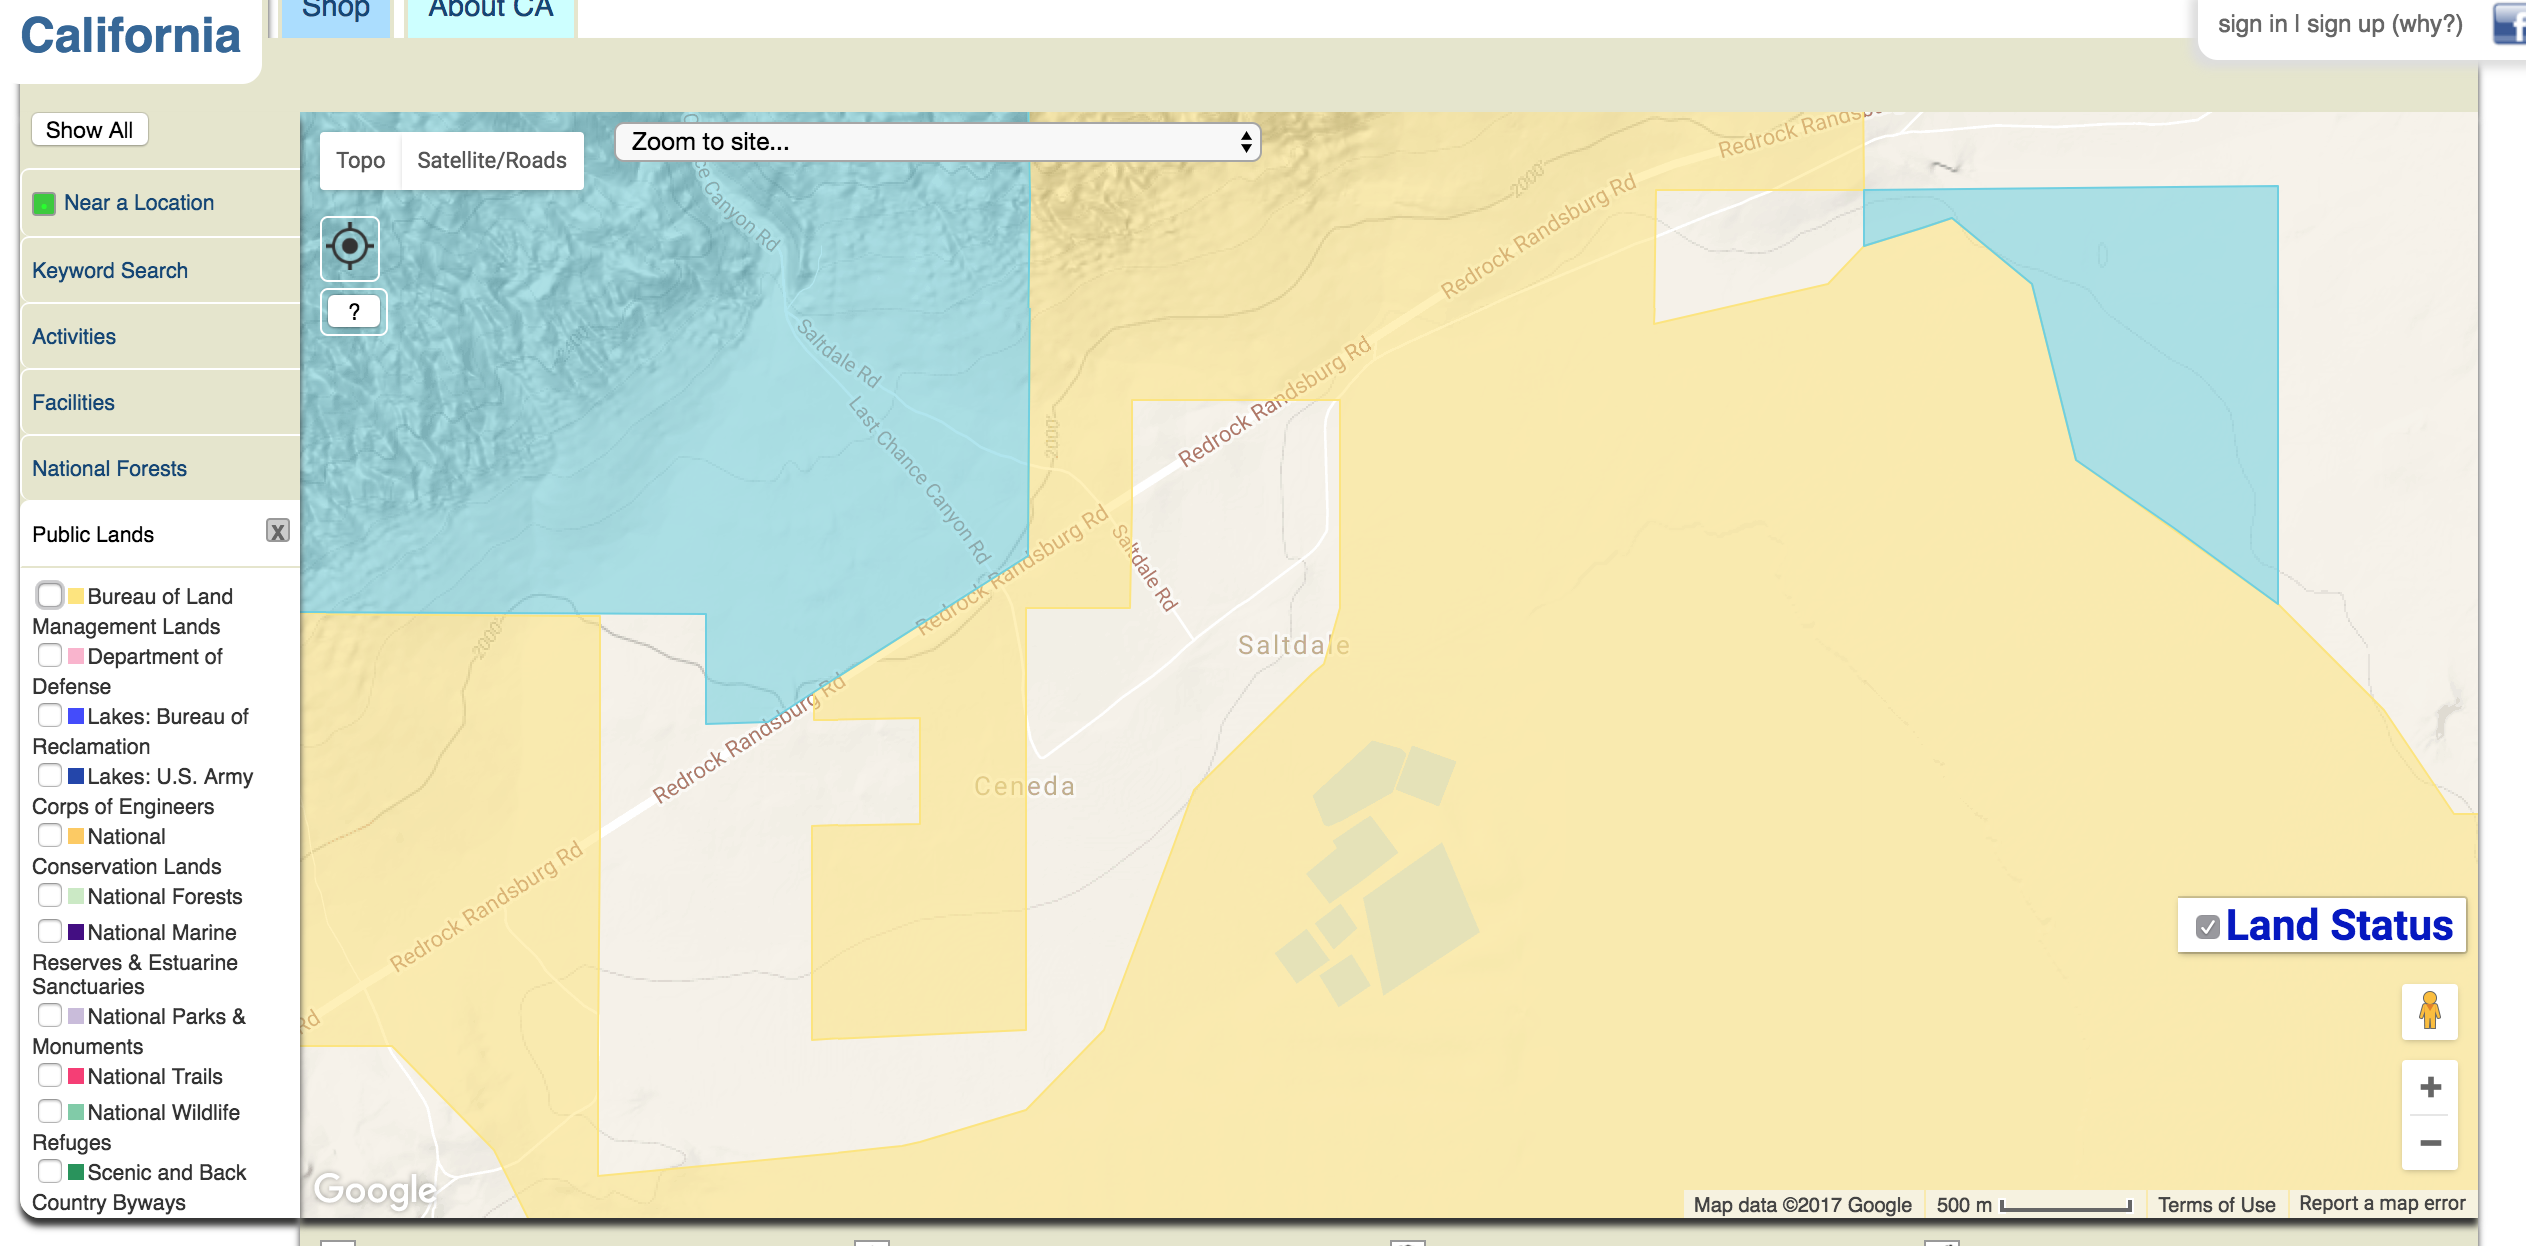 California
Shop
About CA
sign in | sign up (why?)
Show All
Near a Location
Keyword Search
Activities
Facilities
National Forests
Public Lands
X
Bureau of Land
Management Lands
Department of
Defense
Lakes: Bureau of
Reclamation
Lakes: U.S. Army
Corps of Engineers
National
Conservation Lands
National Forests
National Marine
Reserves & Estuarine
Sanctuaries
National Parks &
Monuments
National Trails
National Wildlife
Refuges
Scenic and Back
Country Byways
Topo
Satellite/Roads
Zoom to site...
?
Canyon Rd
Saltdale Rd
Last Chance Canyon Rd
2400'
2000'
2000'
2000'
Redrock Rands
Redrock Randsburg Rd
Redrock Randsburg Rd
Redrock Randsburg Rd
Saltdale Rd
Redrock Randsburg Rd
Redrock Randsburg Rd
Rd
Saltdale
Ceneda
Land Status
+
−
Google
Map data ©2017 Google
500 m
Terms of Use
Report a map error